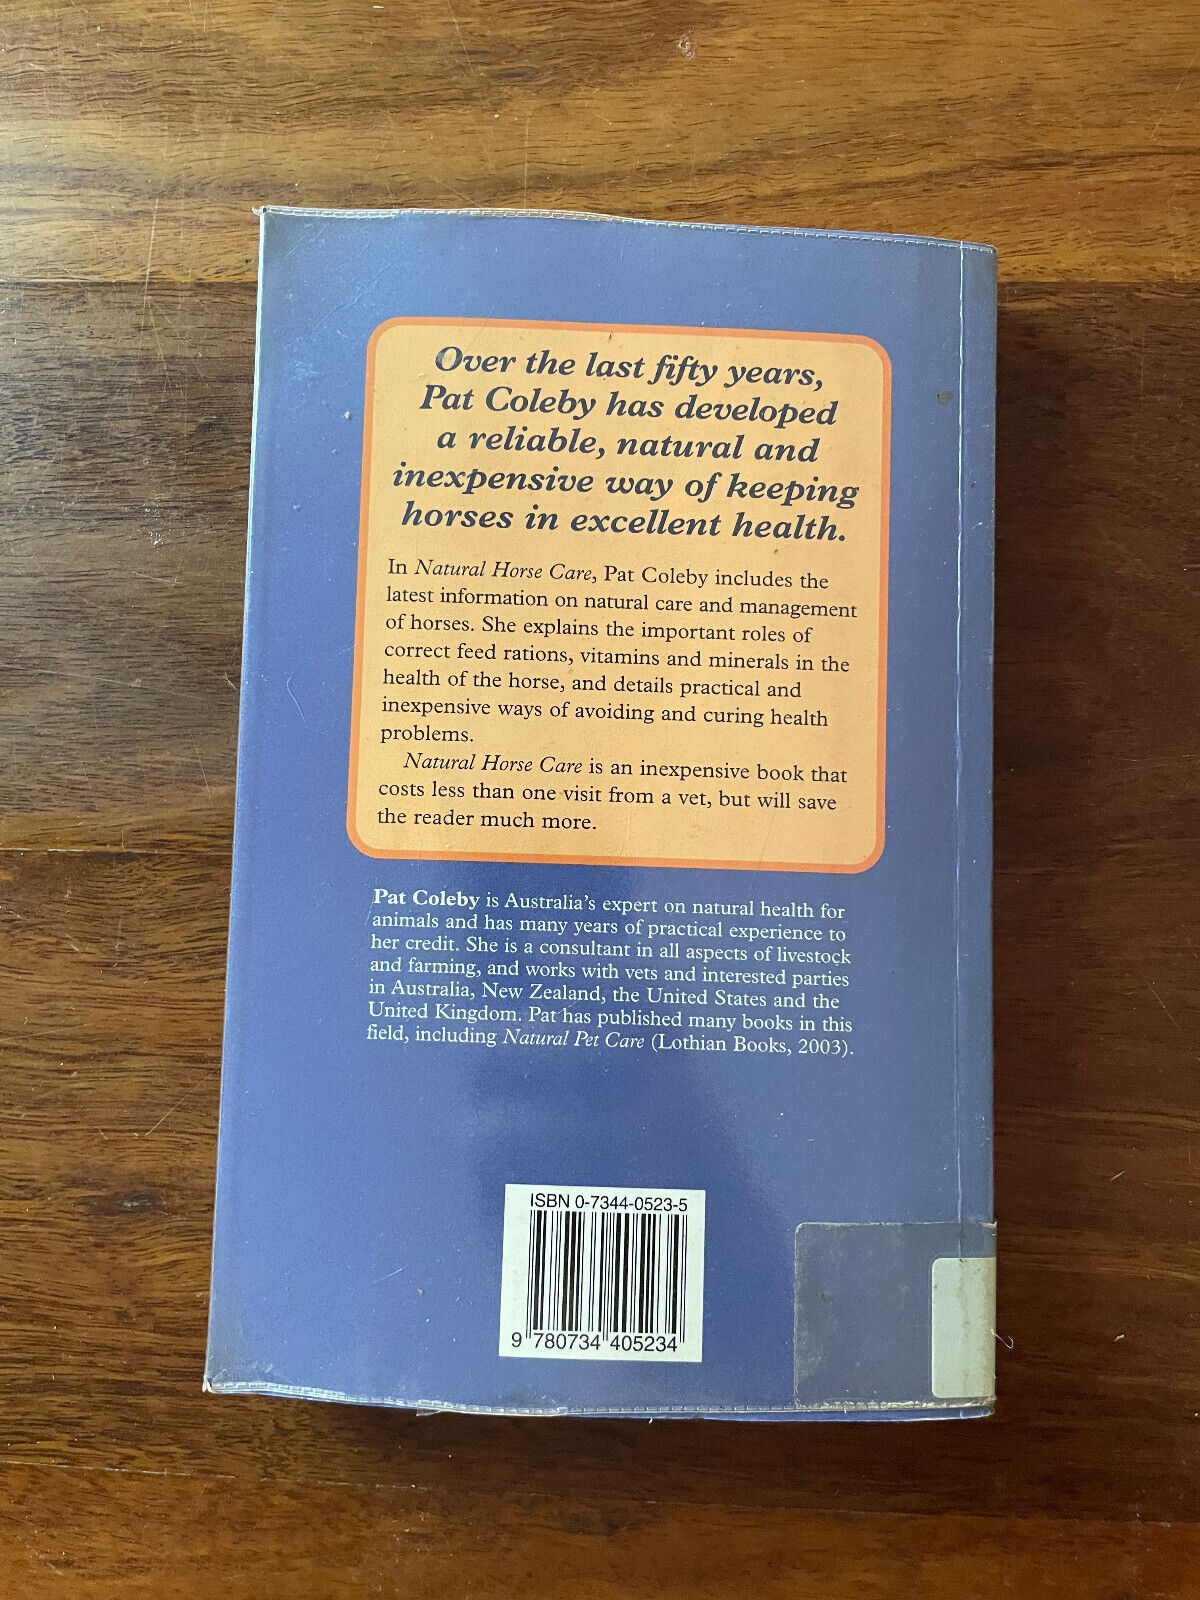 Over the last fifty years,
Pat Coleby has developed
a reliable, natural and
inexpensive way of keeping
horses in excellent health.
In Natural Horse Care, Pat Coleby includes the
latest information on natural care and management
of horses. She explains the important roles of
correct feed rations, vitamins and minerals in the
health of the horse, and details practical and
inexpensive ways of avoiding and curing health
problems.
Natural Horse Care is an inexpensive book that
costs less than one visit from a vet, but will save
the reader much more.
Pat Coleby is Australia's expert on natural health for
animals and has many years of practical experience to
her credit. She is a consultant in all aspects of livestock
and farming, and works with vets and interested parties
in Australia, New Zealand, the United States and the
United Kingdom. Pat has published many books in this
field, including Natural Pet Care (Lothian Books, 2003).
ISBN 0-7344-0523-5
9 780734 405234